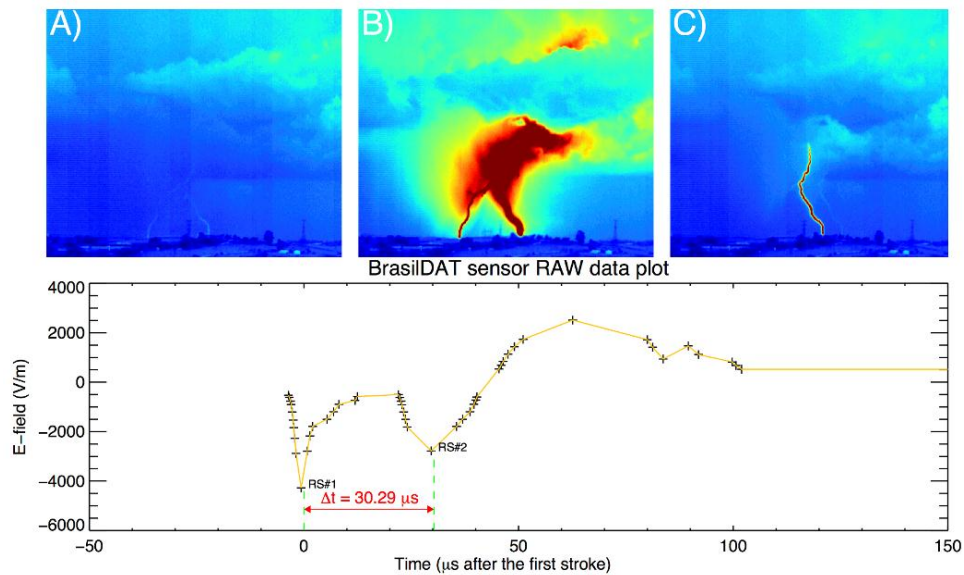 A) B) C)
BrasilDAT sensor RAW data plot
4000
2000
0
-2000
-4000
-6000
E-field (V/m)
RS#1
RS#2
Δt = 30.29 μs
-50 0 50 100 150
Time (μs after the first stroke)